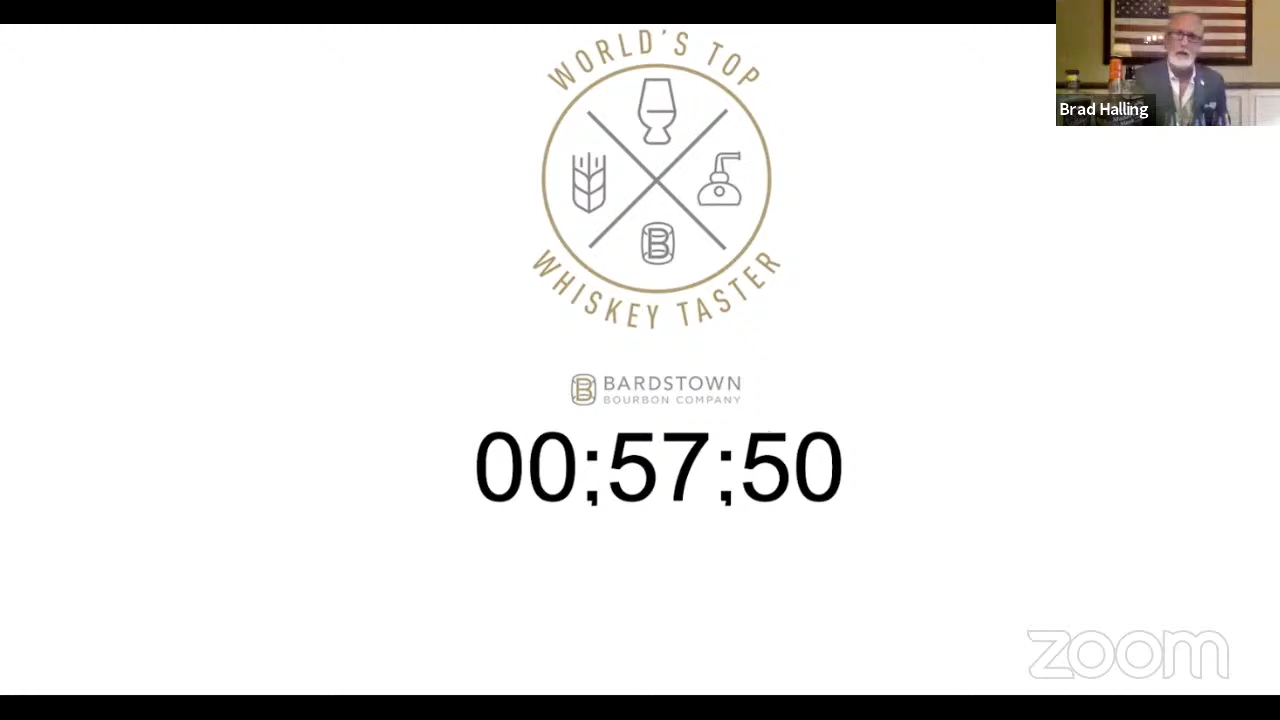 WORLD'S TOP
B
WHISKEY TASTER
B BARDSTOWN
BOURBON COMPANY
00;57;50
Brad Halling
zoom